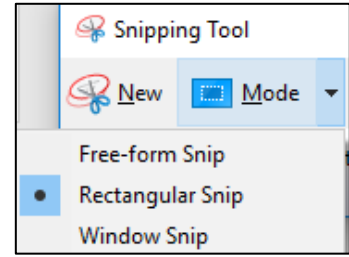 Snipping Tool
New Mode
Free-form Snip
Rectangular Snip
Window Snip